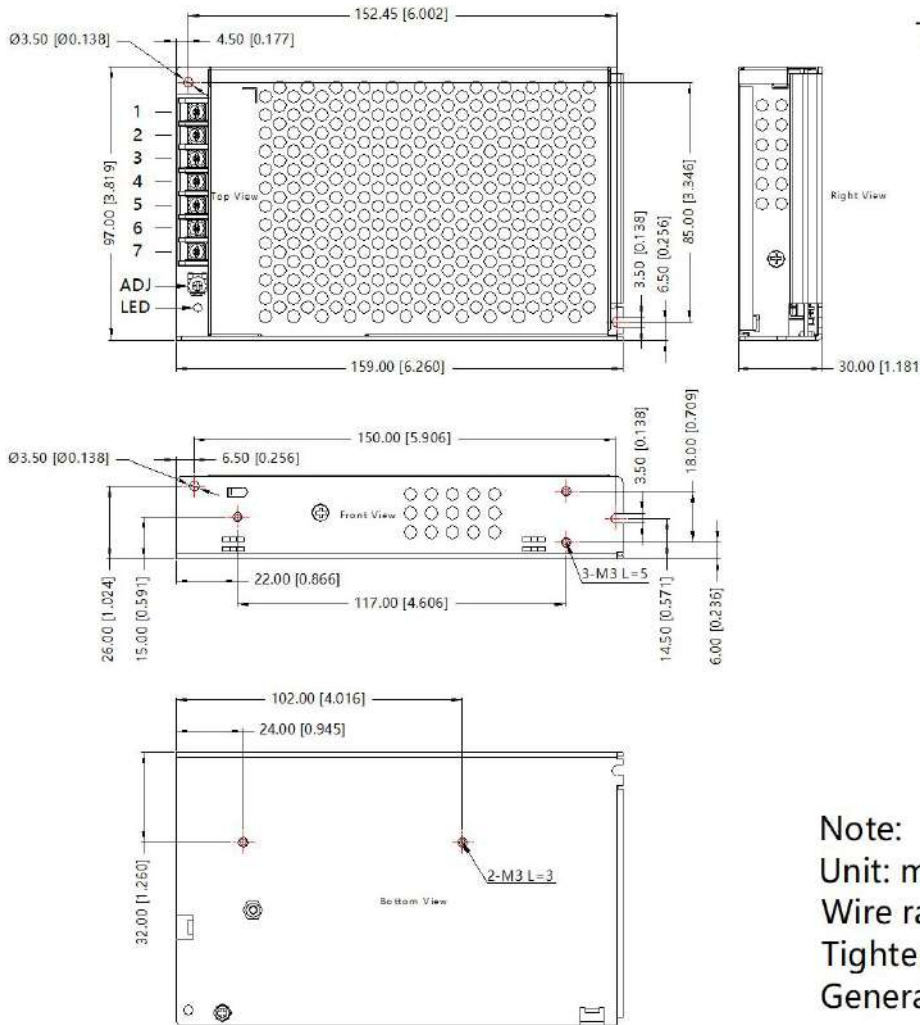 152.45 [6.002]
Ø3.50 [Ø0.138]
4.50 [0.177]
1
2
3
4
5
6
7
ADJ
LED
97.00 [3.819]
Top View
3.50 [0.138]
6.50 [0.256]
85.00 [3.346]
Right View
159.00 [6.260]
30.00 [1.181
150.00 [5.906]
Ø3.50 [Ø0.138]
6.50 [0.256]
3.50 [0.138]
18.00 [0.709]
Front View
3-M3 L=5
22.00 [0.866]
117.00 [4.606]
26.00 [1.024]
15.00 [0.591]
14.50 [0.571]
6.00 [0.236]
102.00 [4.016]
24.00 [0.945]
32.00 [1.260]
2-M3 L=3
Bottom View
Note:
Unit: m
Wire ra
Tighte
Genera